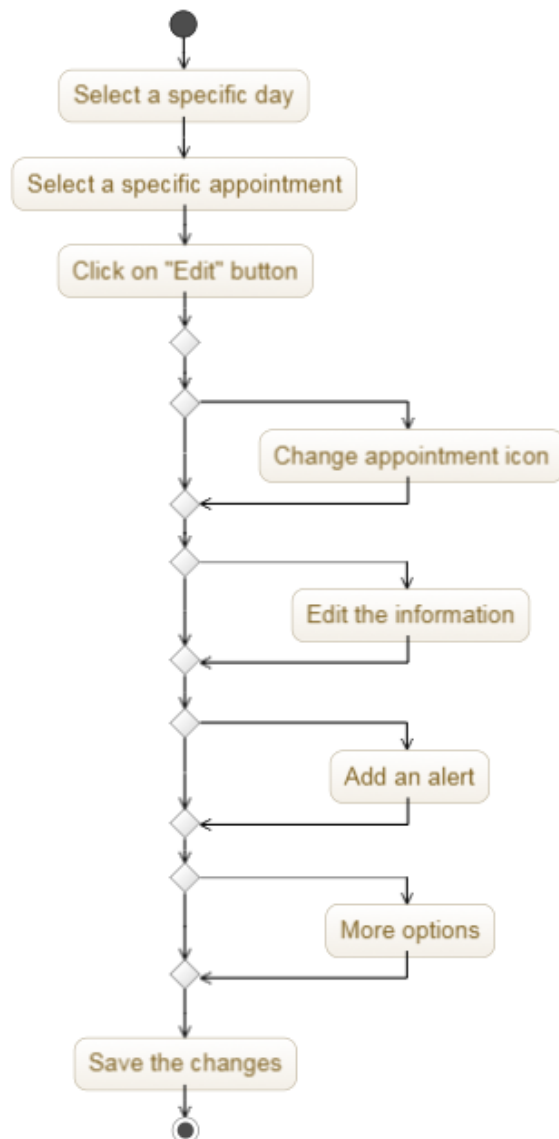 Select a specific day
Select a specific appointment
Click on "Edit" button
Change appointment icon
Edit the information
Add an alert
More options
Save the changes